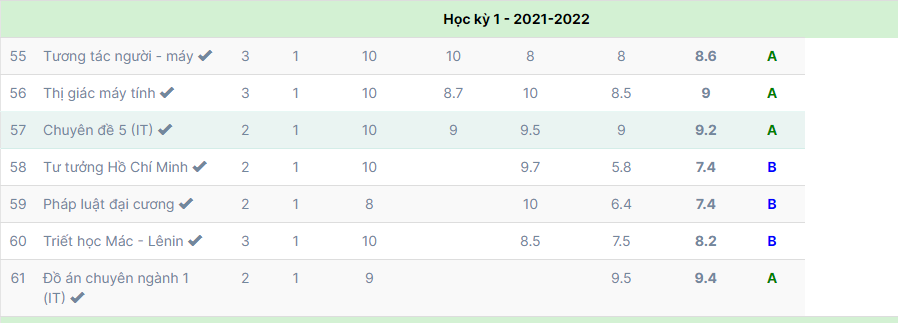 Học kỳ 1 - 2021-2022
55 Tương tác người - máy ✔ 3 1 10 10 8 8 8.6 A
56 Thị giác máy tính ✔ 3 1 10 8.7 10 8.5 9 A
57 Chuyên đề 5 (IT) ✔ 2 1 10 9 9.5 9 9.2 A
58 Tư tưởng Hồ Chí Minh ✔ 2 1 10 9.7 5.8 7.4 B
59 Pháp luật đại cương ✔ 2 1 8 10 6.4 7.4 B
60 Triết học Mác - Lênin ✔ 3 1 10 8.5 7.5 8.2 B
61 Đồ án chuyên ngành 1 2 1 9 9.5 9.4 A
(IT) ✔